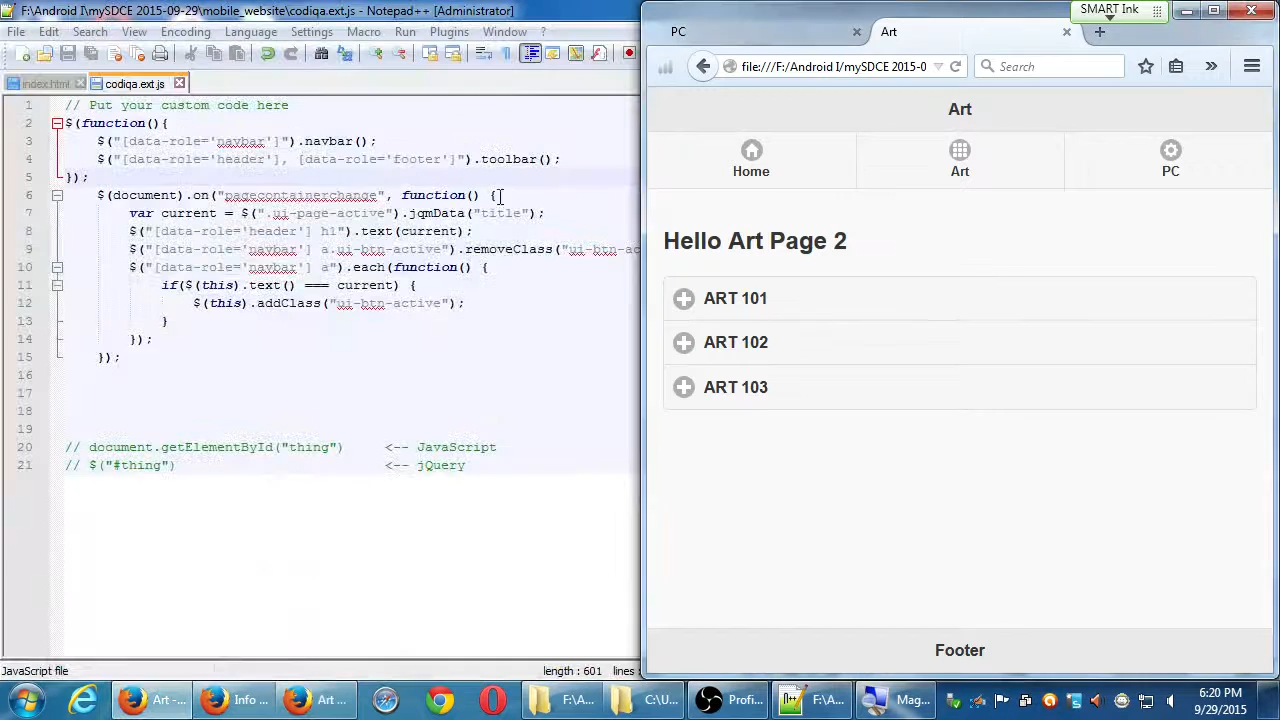 F:\Android I\mySDCE 2015-09-29\mobile_website\codiqa.ext.js - Notepad++ [Administrator]
File Edit Search View Encoding Language Settings Macro Run Plugins Window ?
index.html codiqa.ext.js
1 // Put your custom code here
2 $(function(){
3 $("[data-role='navbar']").navbar();
4 $("[data-role='header'], [data-role='footer']").toolbar();
5 });
6 $(document).on("pagecontainerchange", function() {
7 var current = $(".ui-page-active").jqmData("title");
8 $("[data-role='header'] h1").text(current);
9 $("[data-role='navbar'] a.ui-btn-active").removeClass("ui-btn-ac
10 $("[data-role='navbar'] a").each(function() {
11 if($(this).text() === current) {
12 $(this).addClass("ui-btn-active");
13 }
14 });
15 });
16
17
18
19
20 // document.getElementById("thing") <-- JavaScript
21 // $("#thing") <-- jQuery
JavaScript file length : 601 lines :
SMART Ink
PC Art
file:///F:/Android I/mySDCE 2015-0 Search
Art
Home Art PC
Hello Art Page 2
ART 101
ART 102
ART 103
Footer
Art -... Info ... Art ... F:\A... C:\U... Profi... F:\A... Mag...
6:20 PM
9/29/2015